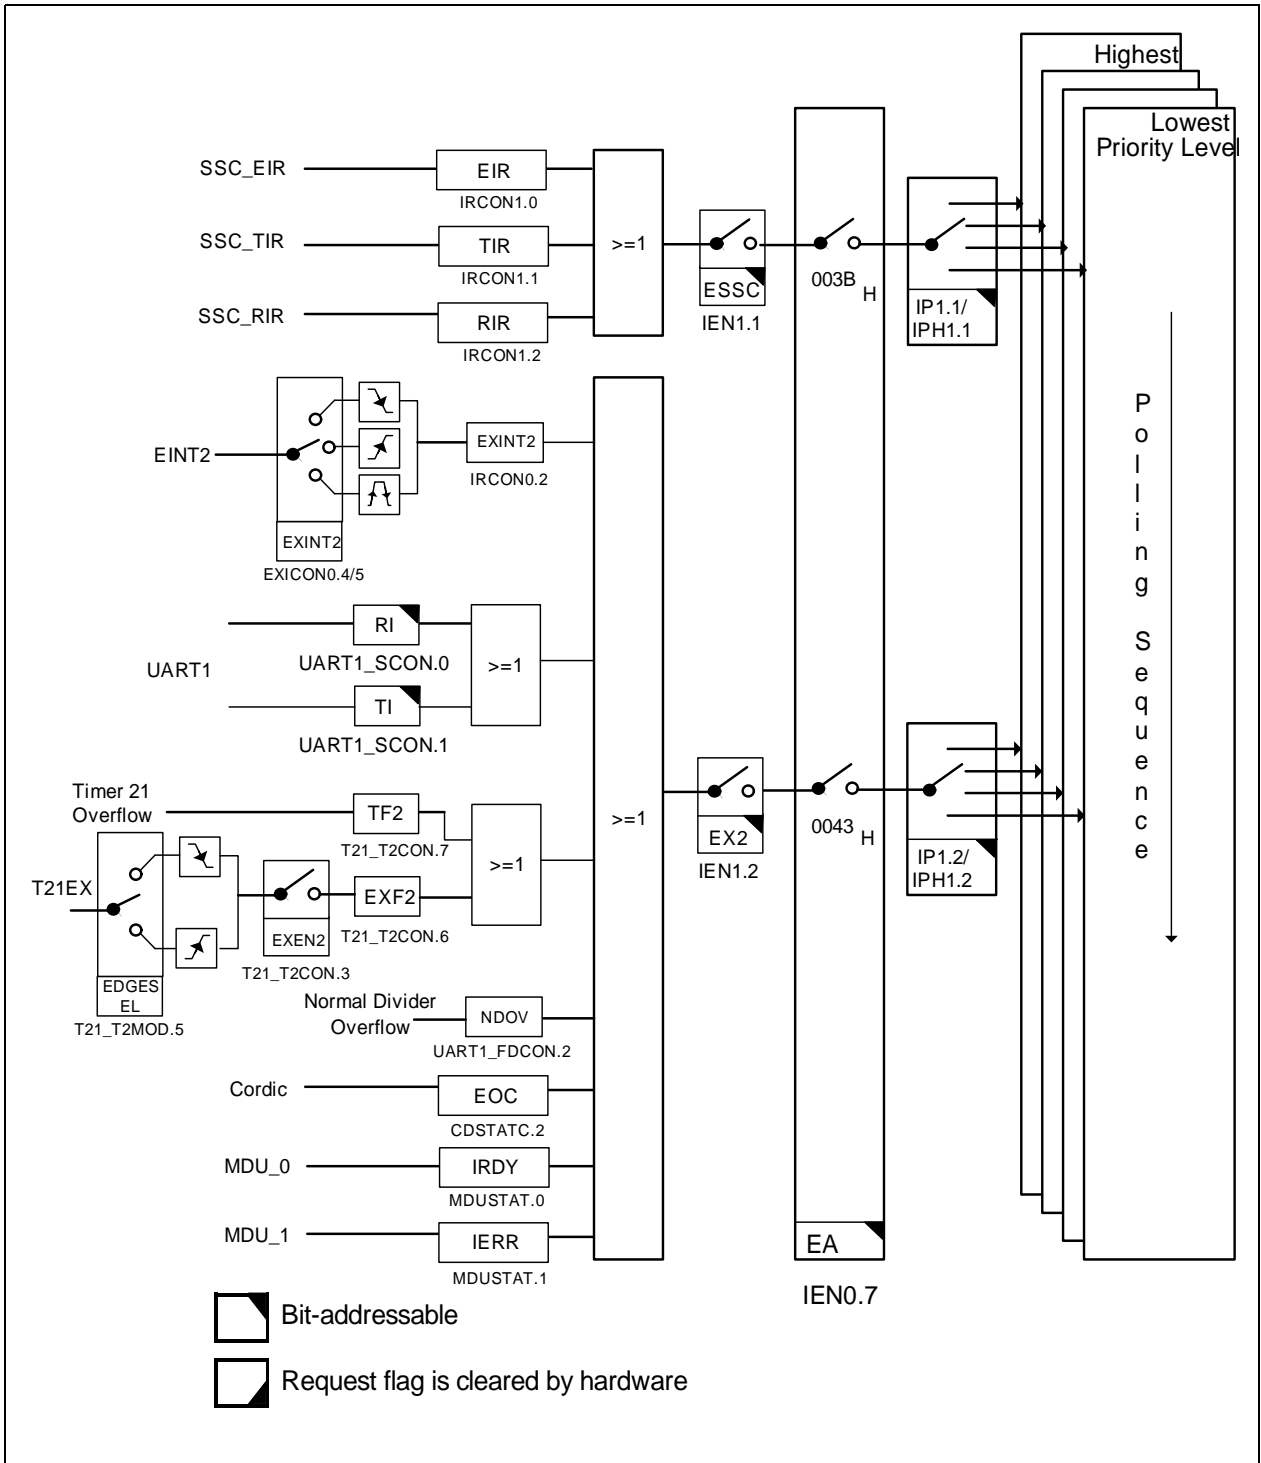 Highest
Lowest
Priority Level
SSC_EIR
EIR
IRCON1.0
SSC_TIR
TIR
IRCON1.1
SSC_RIR
RIR
IRCON1.2
>=1
ESSC
IEN1.1
003B H
IP1.1/
IPH1.1
EINT2
EXINT2
EXICON0.4/5
EXINT2
IRCON0.2
UART1
RI
UART1_SCON.0
TI
UART1_SCON.1
>=1
Timer 21
Overflow
TF2
T21_T2CON.7
T21EX
EDGES
EL
T21_T2MOD.5
EXEN2
T21_T2CON.3
EXF2
T21_T2CON.6
>=1
Normal Divider
Overflow
NDOV
UART1_FDCON.2
Cordic
EOC
CDSTATC.2
MDU_0
IRDY
MDUSTAT.0
MDU_1
IERR
MDUSTAT.1
>=1
EX2
IEN1.2
0043 H
IP1.2/
IPH1.2
EA
IEN0.7
Polling Sequence
Bit-addressable
Request flag is cleared by hardware